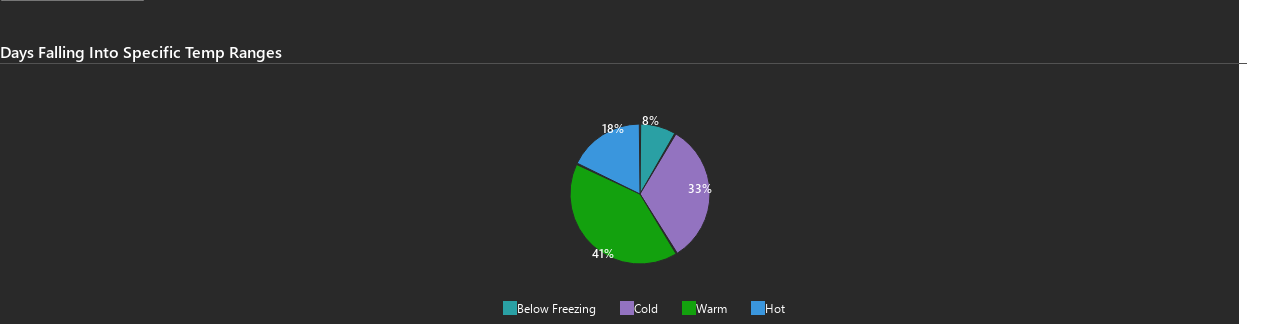 Days Falling Into Specific Temp Ranges
8%
18%
33%
41%
Below Freezing Cold Warm Hot